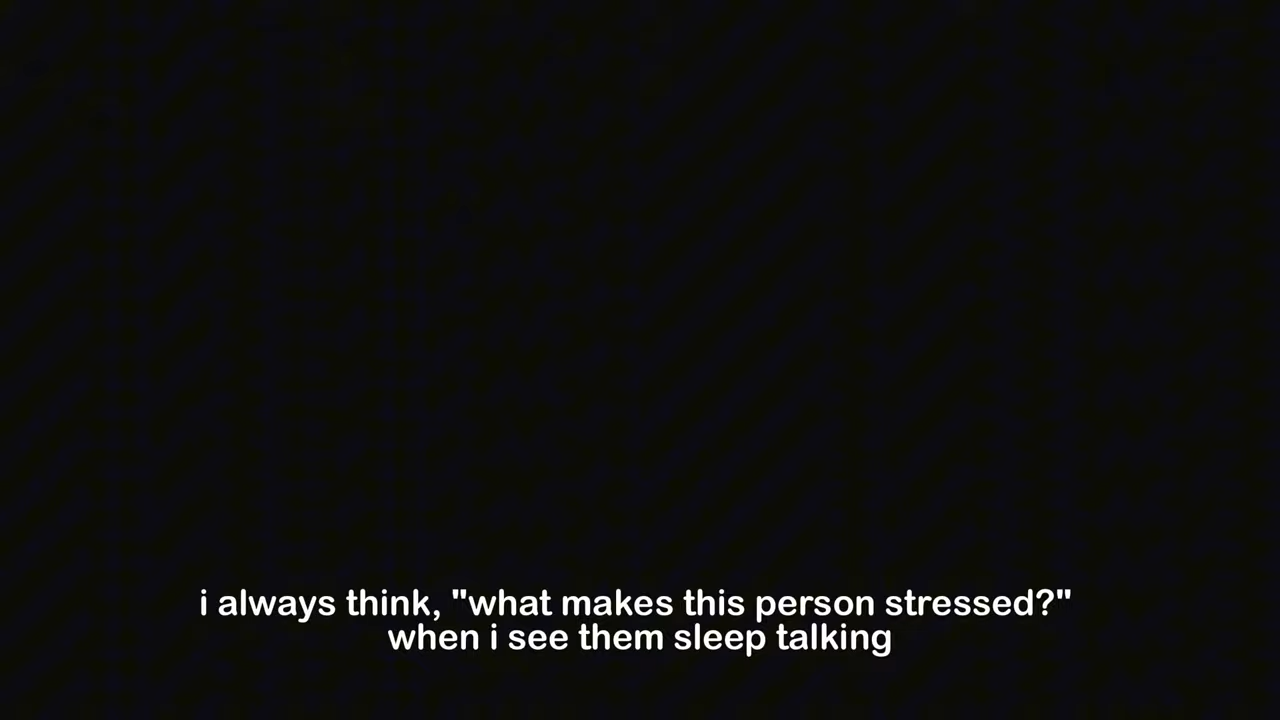 i always think, "what makes this person stressed?"
when i see them sleep talking